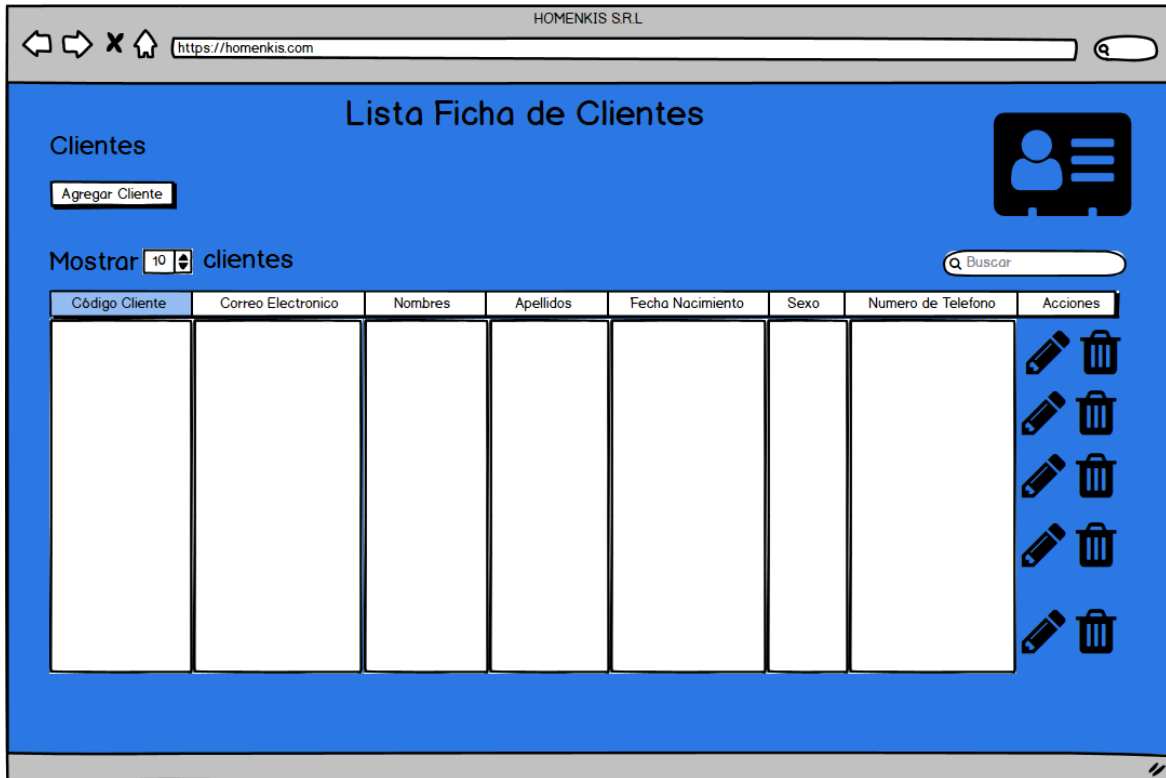 HOMENKIS S.R.L
https://homenkis.com
Lista Ficha de Clientes
Clientes
Agregar Cliente
Mostrar 10 clientes
Buscar
Código Cliente Correo Electronico Nombres Apellidos Fecha Nacimiento Sexo Numero de Telefono Acciones